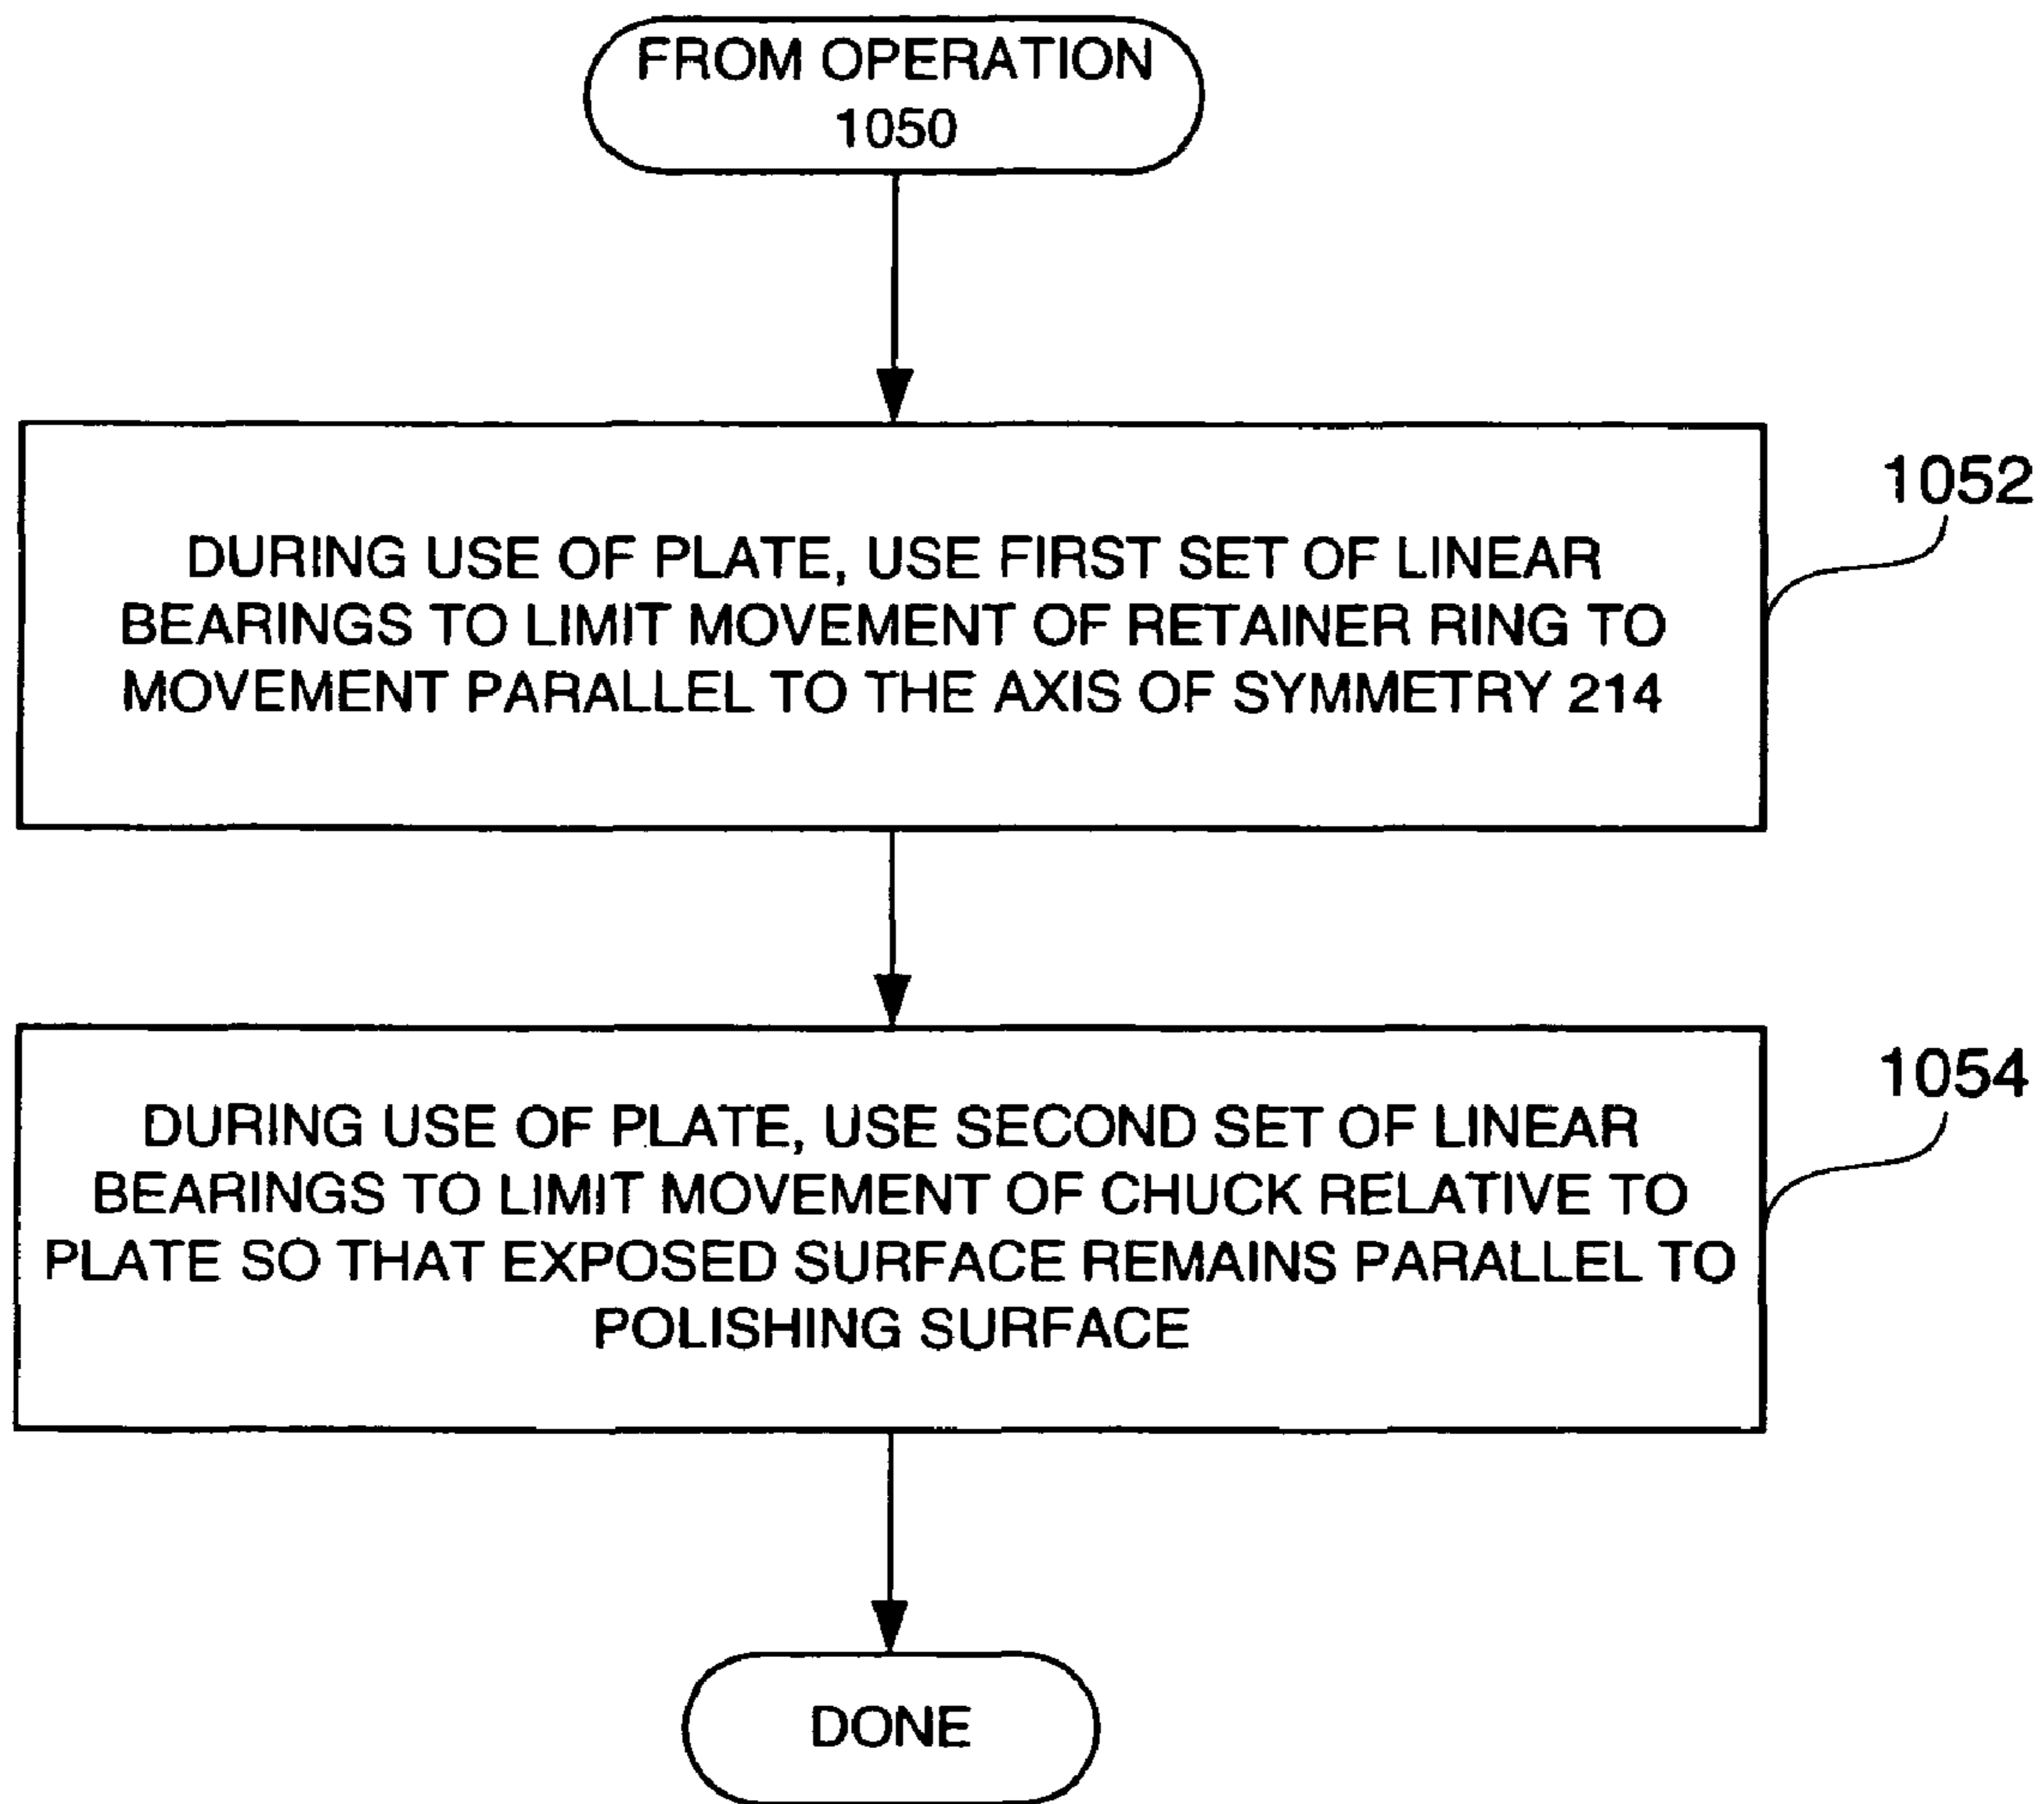 FROM OPERATION
1050
1052
DURING USE OF PLATE, USE FIRST SET OF LINEAR
BEARINGS TO LIMIT MOVEMENT OF RETAINER RING TO
MOVEMENT PARALLEL TO THE AXIS OF SYMMETRY 214
1054
DURING USE OF PLATE, USE SECOND SET OF LINEAR
BEARINGS TO LIMIT MOVEMENT OF CHUCK RELATIVE TO
PLATE SO THAT EXPOSED SURFACE REMAINS PARALLEL TO
POLISHING SURFACE
DONE